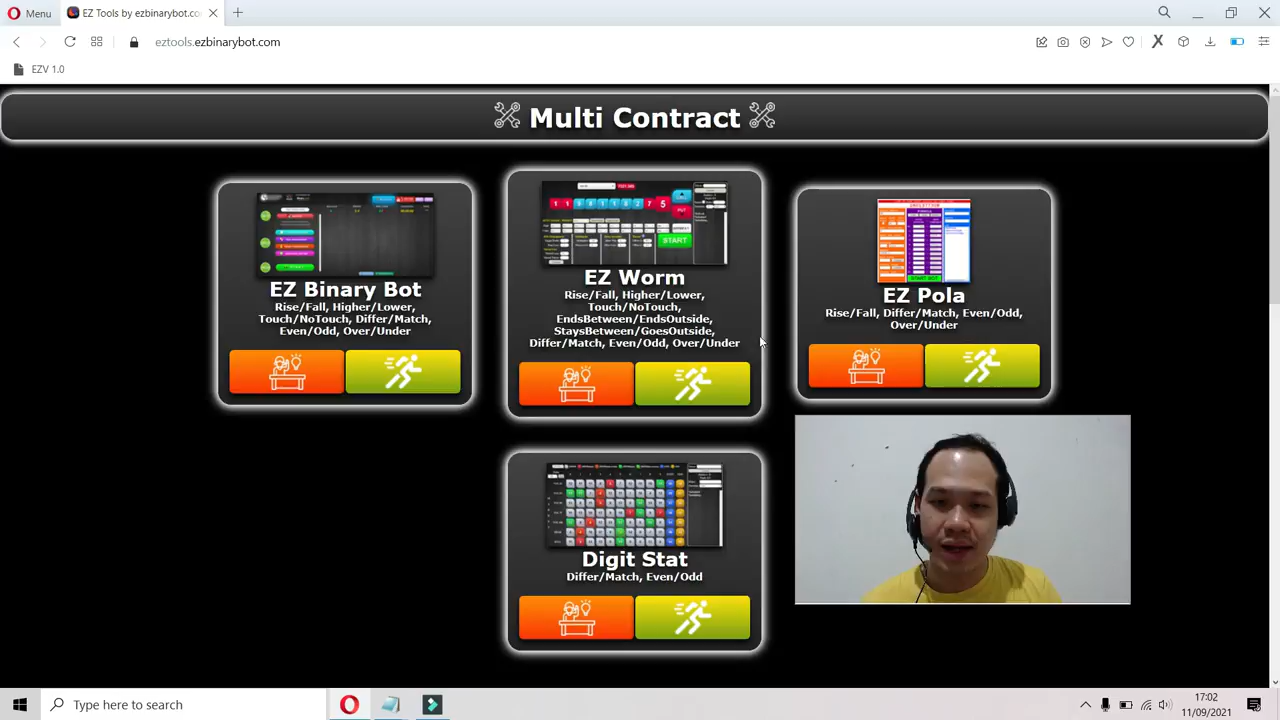 Menu
EZ Tools by ezbinarybot.co
eztools.ezbinarybot.com
EZV 1.0
Multi Contract
EZ Binary Bot
Rise/Fall, Higher/Lower,
Touch/NoTouch, Differ/Match,
Even/Odd, Over/Under
EZ Worm
Rise/Fall, Higher/Lower,
Touch/NoTouch,
EndsBetween/EndsOutside,
StaysBetween/GoesOutside,
Differ/Match, Even/Odd, Over/Under
START
EZ Pola
Rise/Fall, Differ/Match, Even/Odd,
Over/Under
Digit Stat
Differ/Match, Even/Odd
Type here to search
17:02
11/09/2021